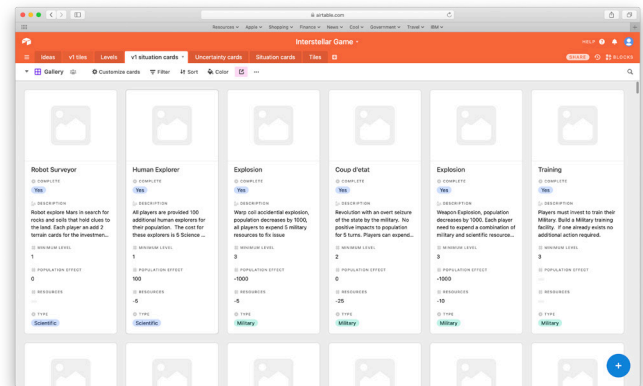 airtable.com
Resources Apple Shopping Finance News Cool Government Travel IBM
Interstellar Game
HELP
Ideas v1 tiles Levels v1 situation cards Uncertainty cards Situation cards Tiles
SHARE BLOCKS
Gallery Customize cards Filter Sort Color ...
Robot Surveyor
COMPLETE
Yes
DESCRIPTION
Robot explore Mars in search for
rocks and soils that hold clues to
the land. Each player an add 2
terrain cards for the investmen...
MINIMUM LEVEL
1
POPULATION EFFECT
0
RESOURCES
TYPE
Scientific
Human Explorer
COMPLETE
Yes
DESCRIPTION
All players are provided 100
additional human explorers for
their population. The cost for
these explorers is 5 Science ...
MINIMUM LEVEL
1
POPULATION EFFECT
100
RESOURCES
-5
TYPE
Scientific
Explosion
COMPLETE
Yes
DESCRIPTION
Warp coil accidential explosion,
population decreases by 1000,
all players to expend 5 military
resources to fix issue
MINIMUM LEVEL
3
POPULATION EFFECT
-1000
RESOURCES
-5
TYPE
Military
Coup d'etat
COMPLETE
Yes
DESCRIPTION
Revolution with an overt seizure
of the state by the military. No
positive impacts to population
for 5 turns. Players can expend...
MINIMUM LEVEL
2
POPULATION EFFECT
0
RESOURCES
-25
TYPE
Military
Explosion
COMPLETE
Yes
DESCRIPTION
Weapon Explosion, population
decreases by 1000. Each player
need to expend a combination of
military and scientific resource...
MINIMUM LEVEL
3
POPULATION EFFECT
-1000
RESOURCES
-10
TYPE
Military
Training
COMPLETE
Yes
DESCRIPTION
Players must invest to train their
Military. Build a Military training
facility. If one already exists no
additional action required.
MINIMUM LEVEL
3
POPULATION EFFECT
RESOURCES
TYPE
Military